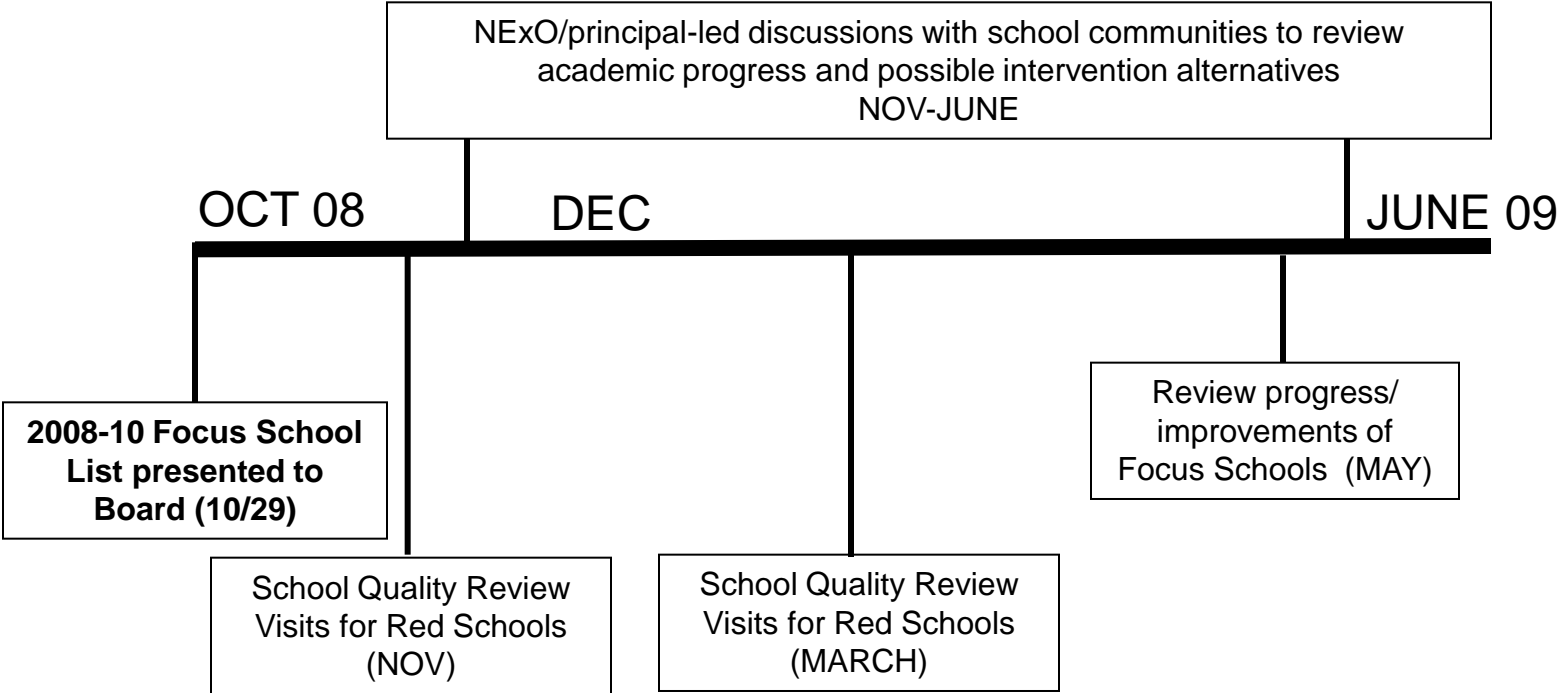 NExO/principal-led discussions with school communities to review
academic progress and possible intervention alternatives
NOV-JUNE
OCT 08
DEC
JUNE 09
2008-10 Focus School
List presented to
Board (10/29)
School Quality Review
Visits for Red Schools
(NOV)
School Quality Review
Visits for Red Schools
(MARCH)
Review progress/
improvements of
Focus Schools (MAY)